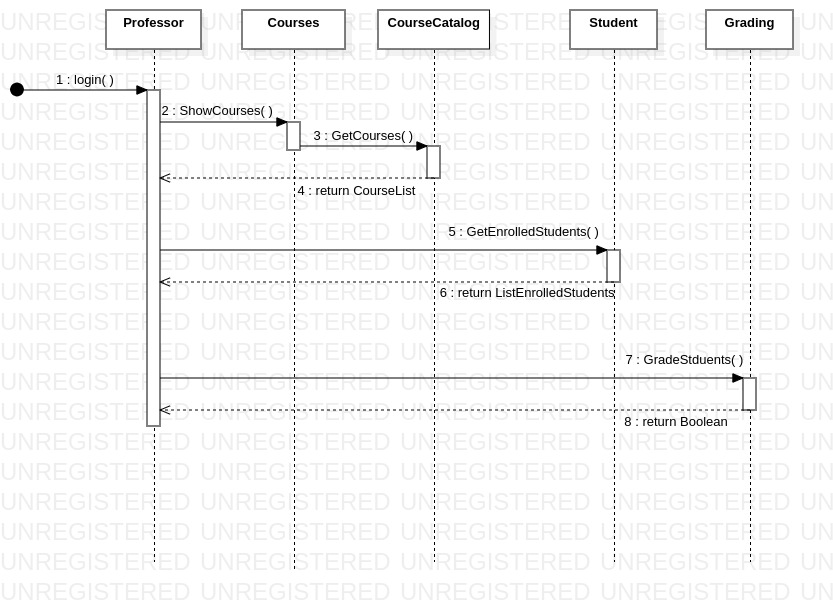 Professor Courses CourseCatalog Student Grading
1 : login( )
2 : ShowCourses( )
3 : GetCourses( )
4 : return CourseList
5 : GetEnrolledStudents( )
6 : return ListEnrolledStudents
7 : GradeStduents( )
8 : return Boolean
UNREGISTERED UNREGISTERED UNREGISTERED UNREGISTERED UN